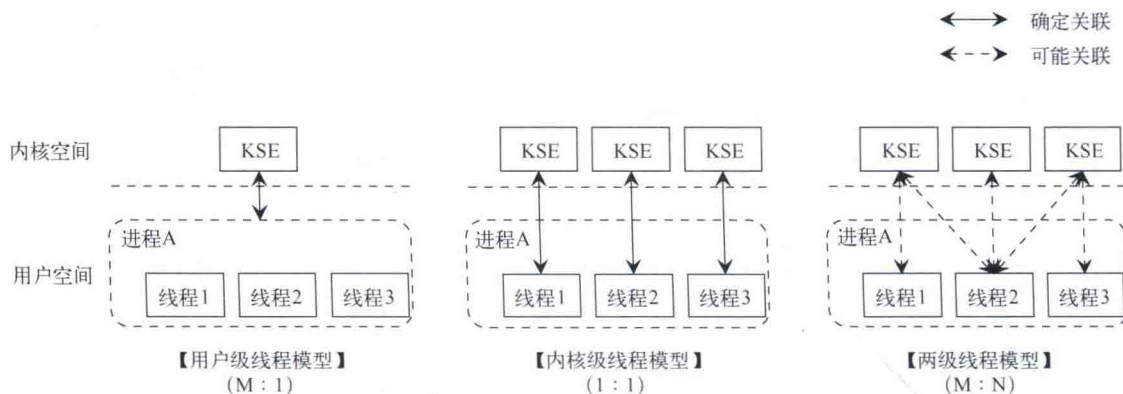 确定关联
可能关联
内核空间
KSE
KSE
KSE
KSE
KSE
KSE
KSE
进程A
进程A
进程A
用户空间
线程1
线程2
线程3
线程1
线程2
线程3
线程1
线程2
线程3
【用户级线程模型】
(M：1)
【内核级线程模型】
(1：1)
【两级线程模型】
(M：N)